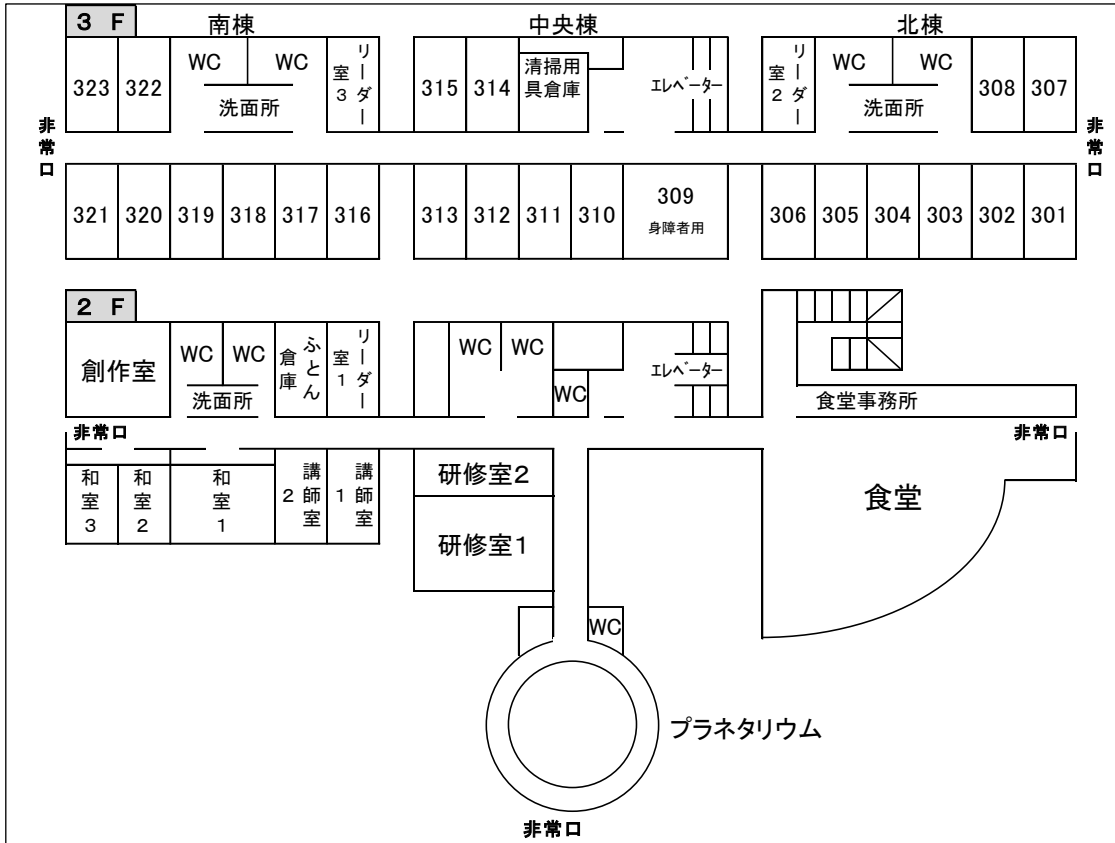 3 F
南棟
中央棟
北棟
323
322
WC
WC
洗面所
リーダー
室3
315
314
清掃用
具倉庫
エレベーター
リーダー
室2
WC
WC
洗面所
308
307
非常口
非常口
321
320
319
318
317
316
313
312
311
310
309
身障者用
306
305
304
303
302
301
2 F
創作室
WC
WC
洗面所
ふとん
倉庫
リーダー
室1
WC
WC
WC
エレベーター
食堂事務所
非常口
非常口
和室3
和室2
和室1
講師室
2
講師室
1
研修室2
研修室1
食堂
WC
プラネタリウム
非常口